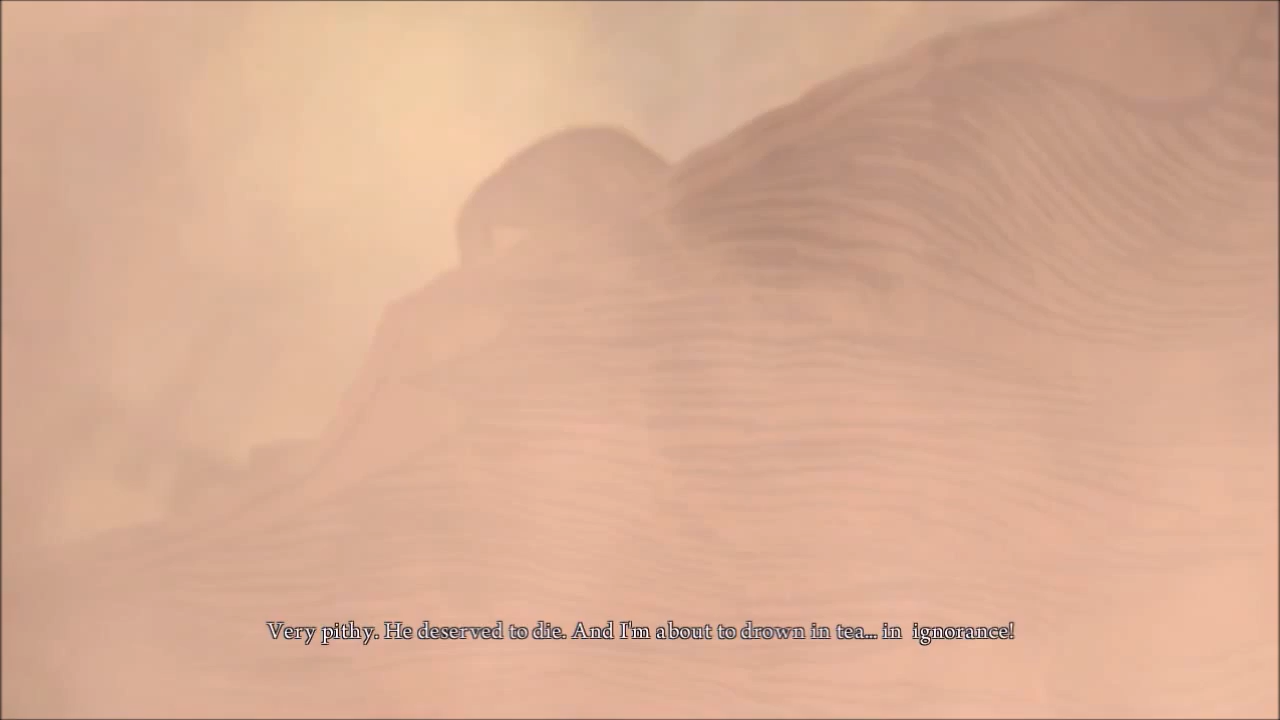 Very pithy. He deserved to die. And I'm about to drown in tea... in  ignorance!